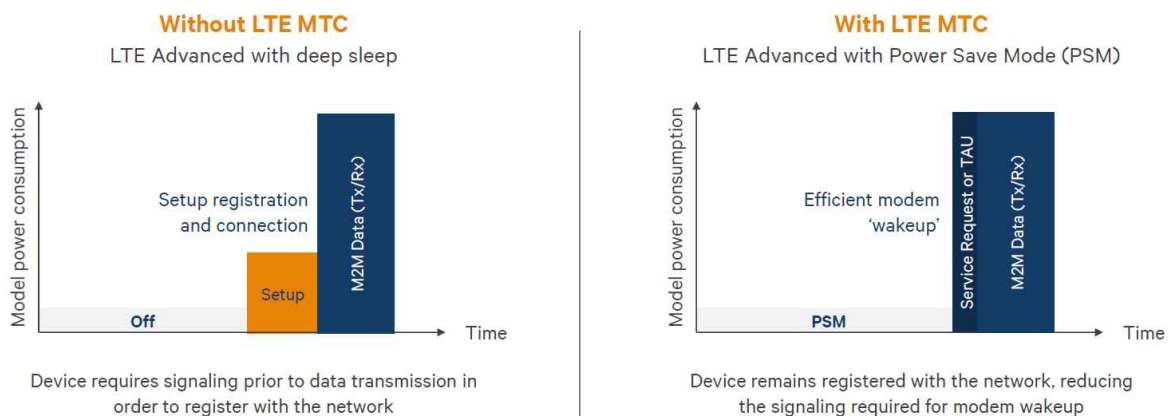 Without LTE MTC
LTE Advanced with deep sleep
Model power consumption
Setup registration
and connection
Off
Setup
M2M Data (Tx/Rx)
Time
Device requires signaling prior to data transmission in
order to register with the network
With LTE MTC
LTE Advanced with Power Save Mode (PSM)
Model power consumption
Efficient modem
‘wakeup’
PSM
Service Request or TAU
M2M Data (Tx/Rx)
Time
Device remains registered with the network, reducing
the signaling required for modem wakeup